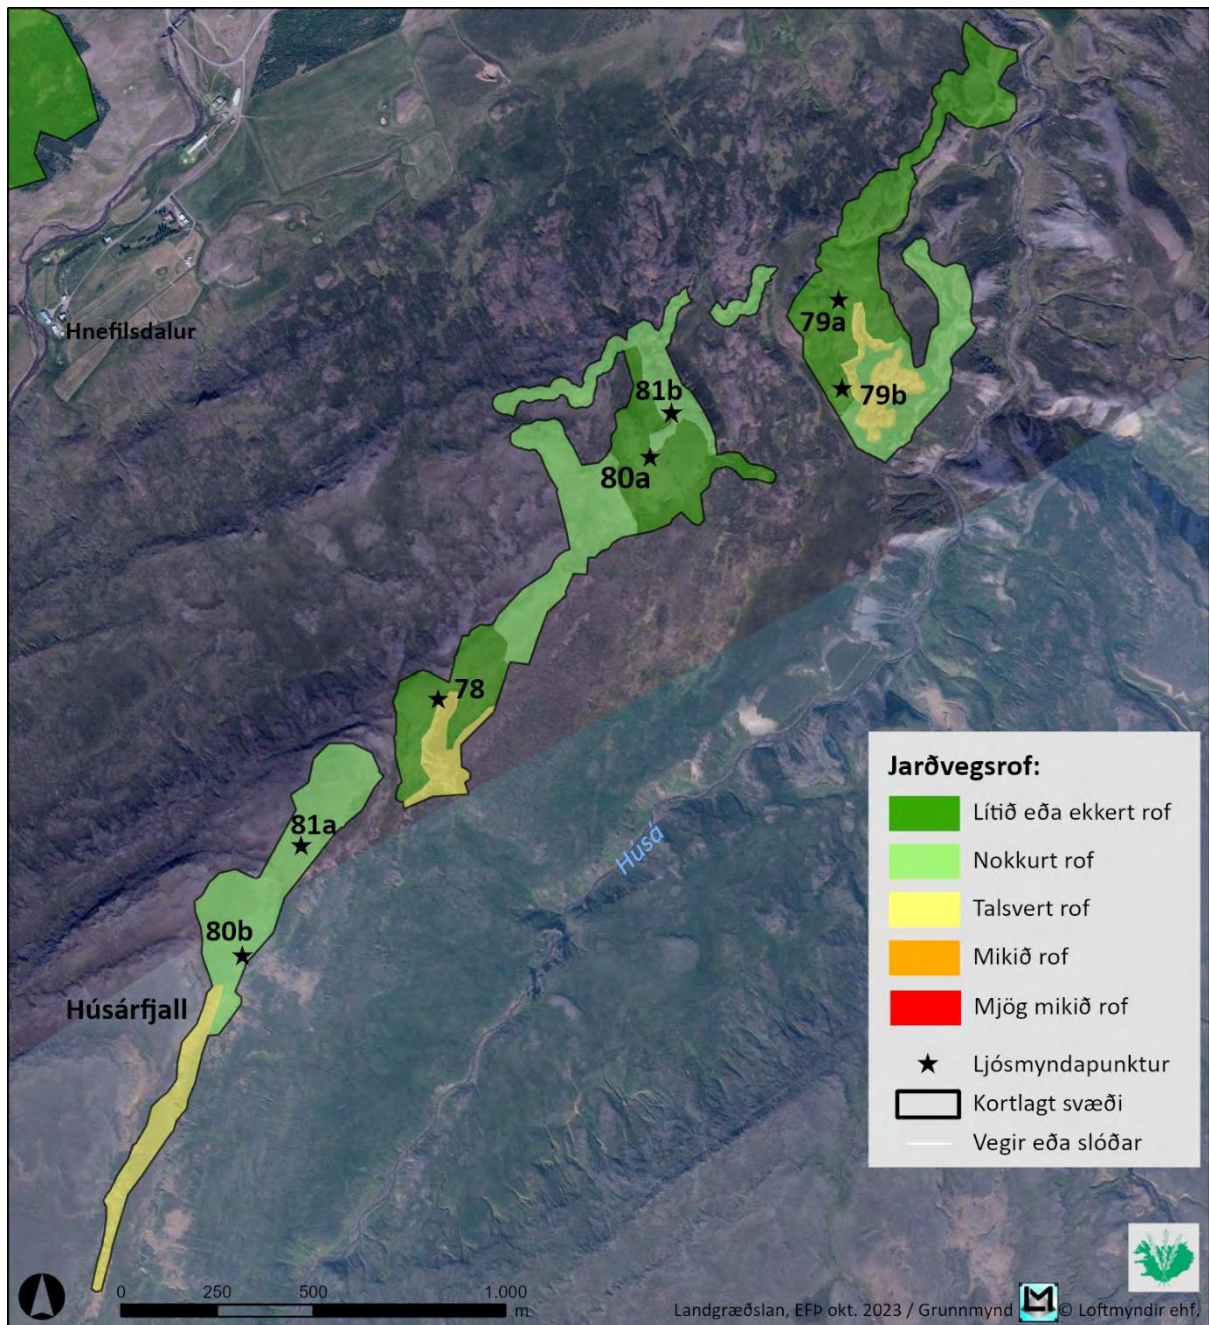 79a
Hnefilsdalur
81b
79b
80a
78
Jarðvegsrof:
Lítið eða ekkert rof
Nokkurt rof
Talsvert rof
Mikið rof
Mjög mikið rof
Ljósmyndapunktur
Kortlagt svæði
Vegir eða slóðar
81a
Húsá
80b
Húsárfjall
0 250 500 1.000
m
Landgræðslan, EFÞ okt. 2023 / Grunnmynd LM © Loftmyndir ehf.